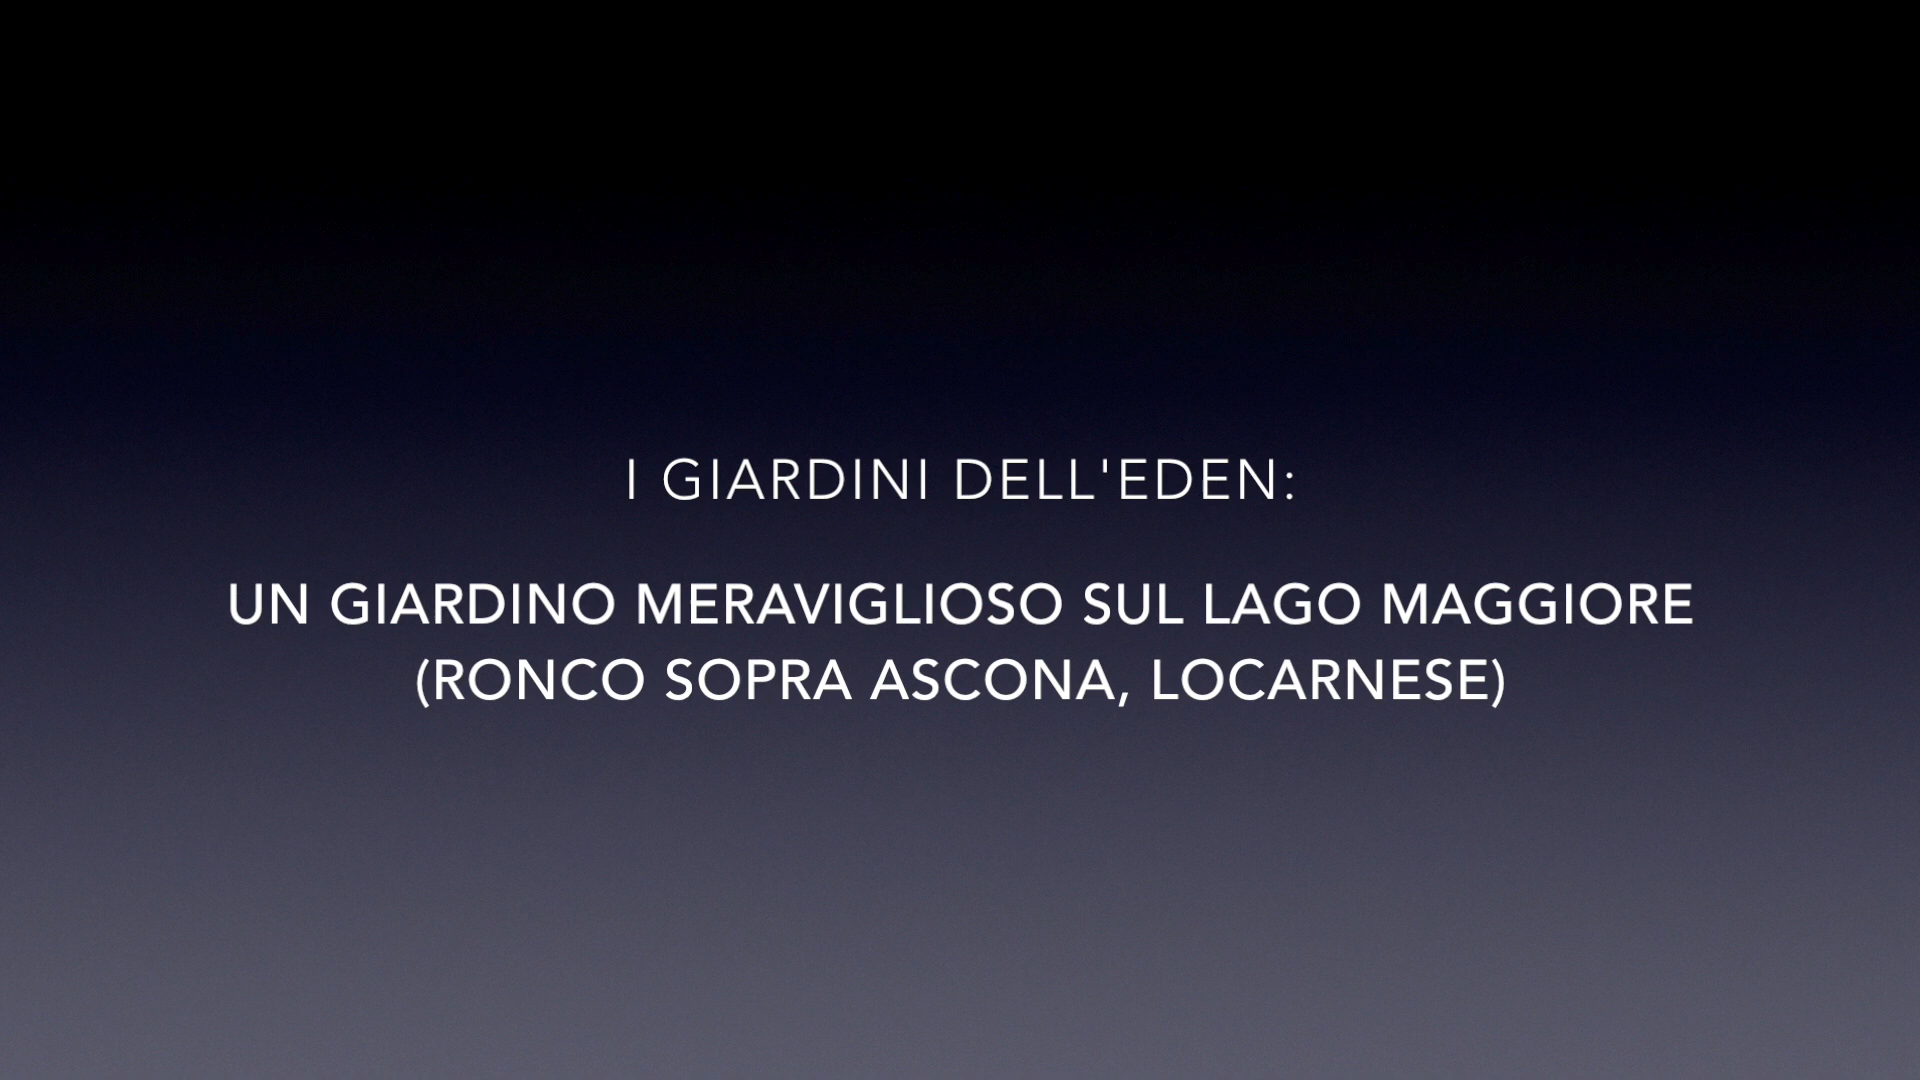 I GIARDINI DELL'EDEN:
UN GIARDINO MERAVIGLIOSO SUL LAGO MAGGIORE
(RONCO SOPRA ASCONA, LOCARNESE)